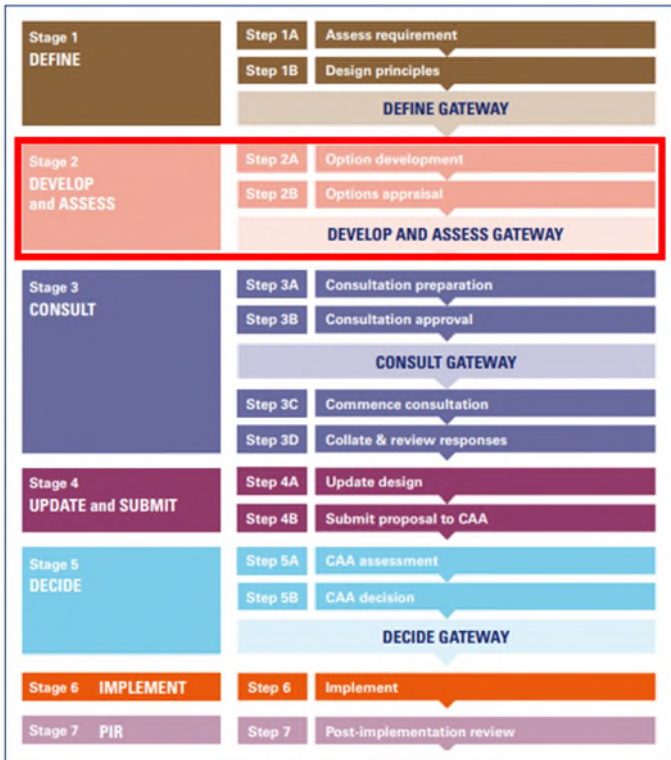 Stage 1
DEFINE
Step 1A Assess requirement
Step 1B Design principles
DEFINE GATEWAY
Stage 2
DEVELOP
and ASSESS
Step 2A Option development
Step 2B Options appraisal
DEVELOP AND ASSESS GATEWAY
Stage 3
CONSULT
Step 3A Consultation preparation
Step 3B Consultation approval
CONSULT GATEWAY
Step 3C Commence consultation
Step 3D Collate & review responses
Stage 4
UPDATE and SUBMIT
Step 4A Update design
Step 4B Submit proposal to CAA
Stage 5
DECIDE
Step 5A CAA assessment
Step 5B CAA decision
DECIDE GATEWAY
Stage 6 IMPLEMENT Step 6 Implement
Stage 7 PIR Step 7 Post-implementation review